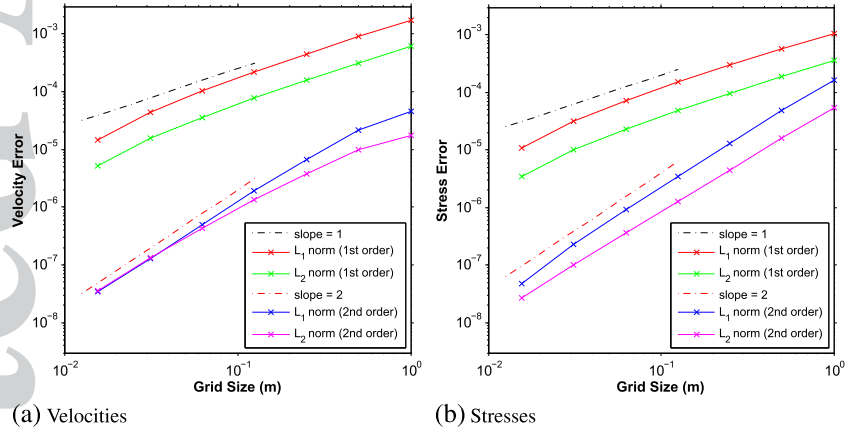 10⁻³
10⁻⁴
10⁻⁵
10⁻⁶
10⁻⁷
10⁻⁸
Velocity Error
slope = 1
L₁ norm (1st order)
L₂ norm (1st order)
slope = 2
L₁ norm (2nd order)
L₂ norm (2nd order)
10⁻² 10⁻¹ 10⁰
Grid Size (m)
(a) Velocities
10⁻³
10⁻⁴
10⁻⁵
10⁻⁶
10⁻⁷
10⁻⁸
Stress Error
slope = 1
L₁ norm (1st order)
L₂ norm (1st order)
slope = 2
L₁ norm (2nd order)
L₂ norm (2nd order)
10⁻² 10⁻¹ 10⁰
Grid Size (m)
(b) Stresses